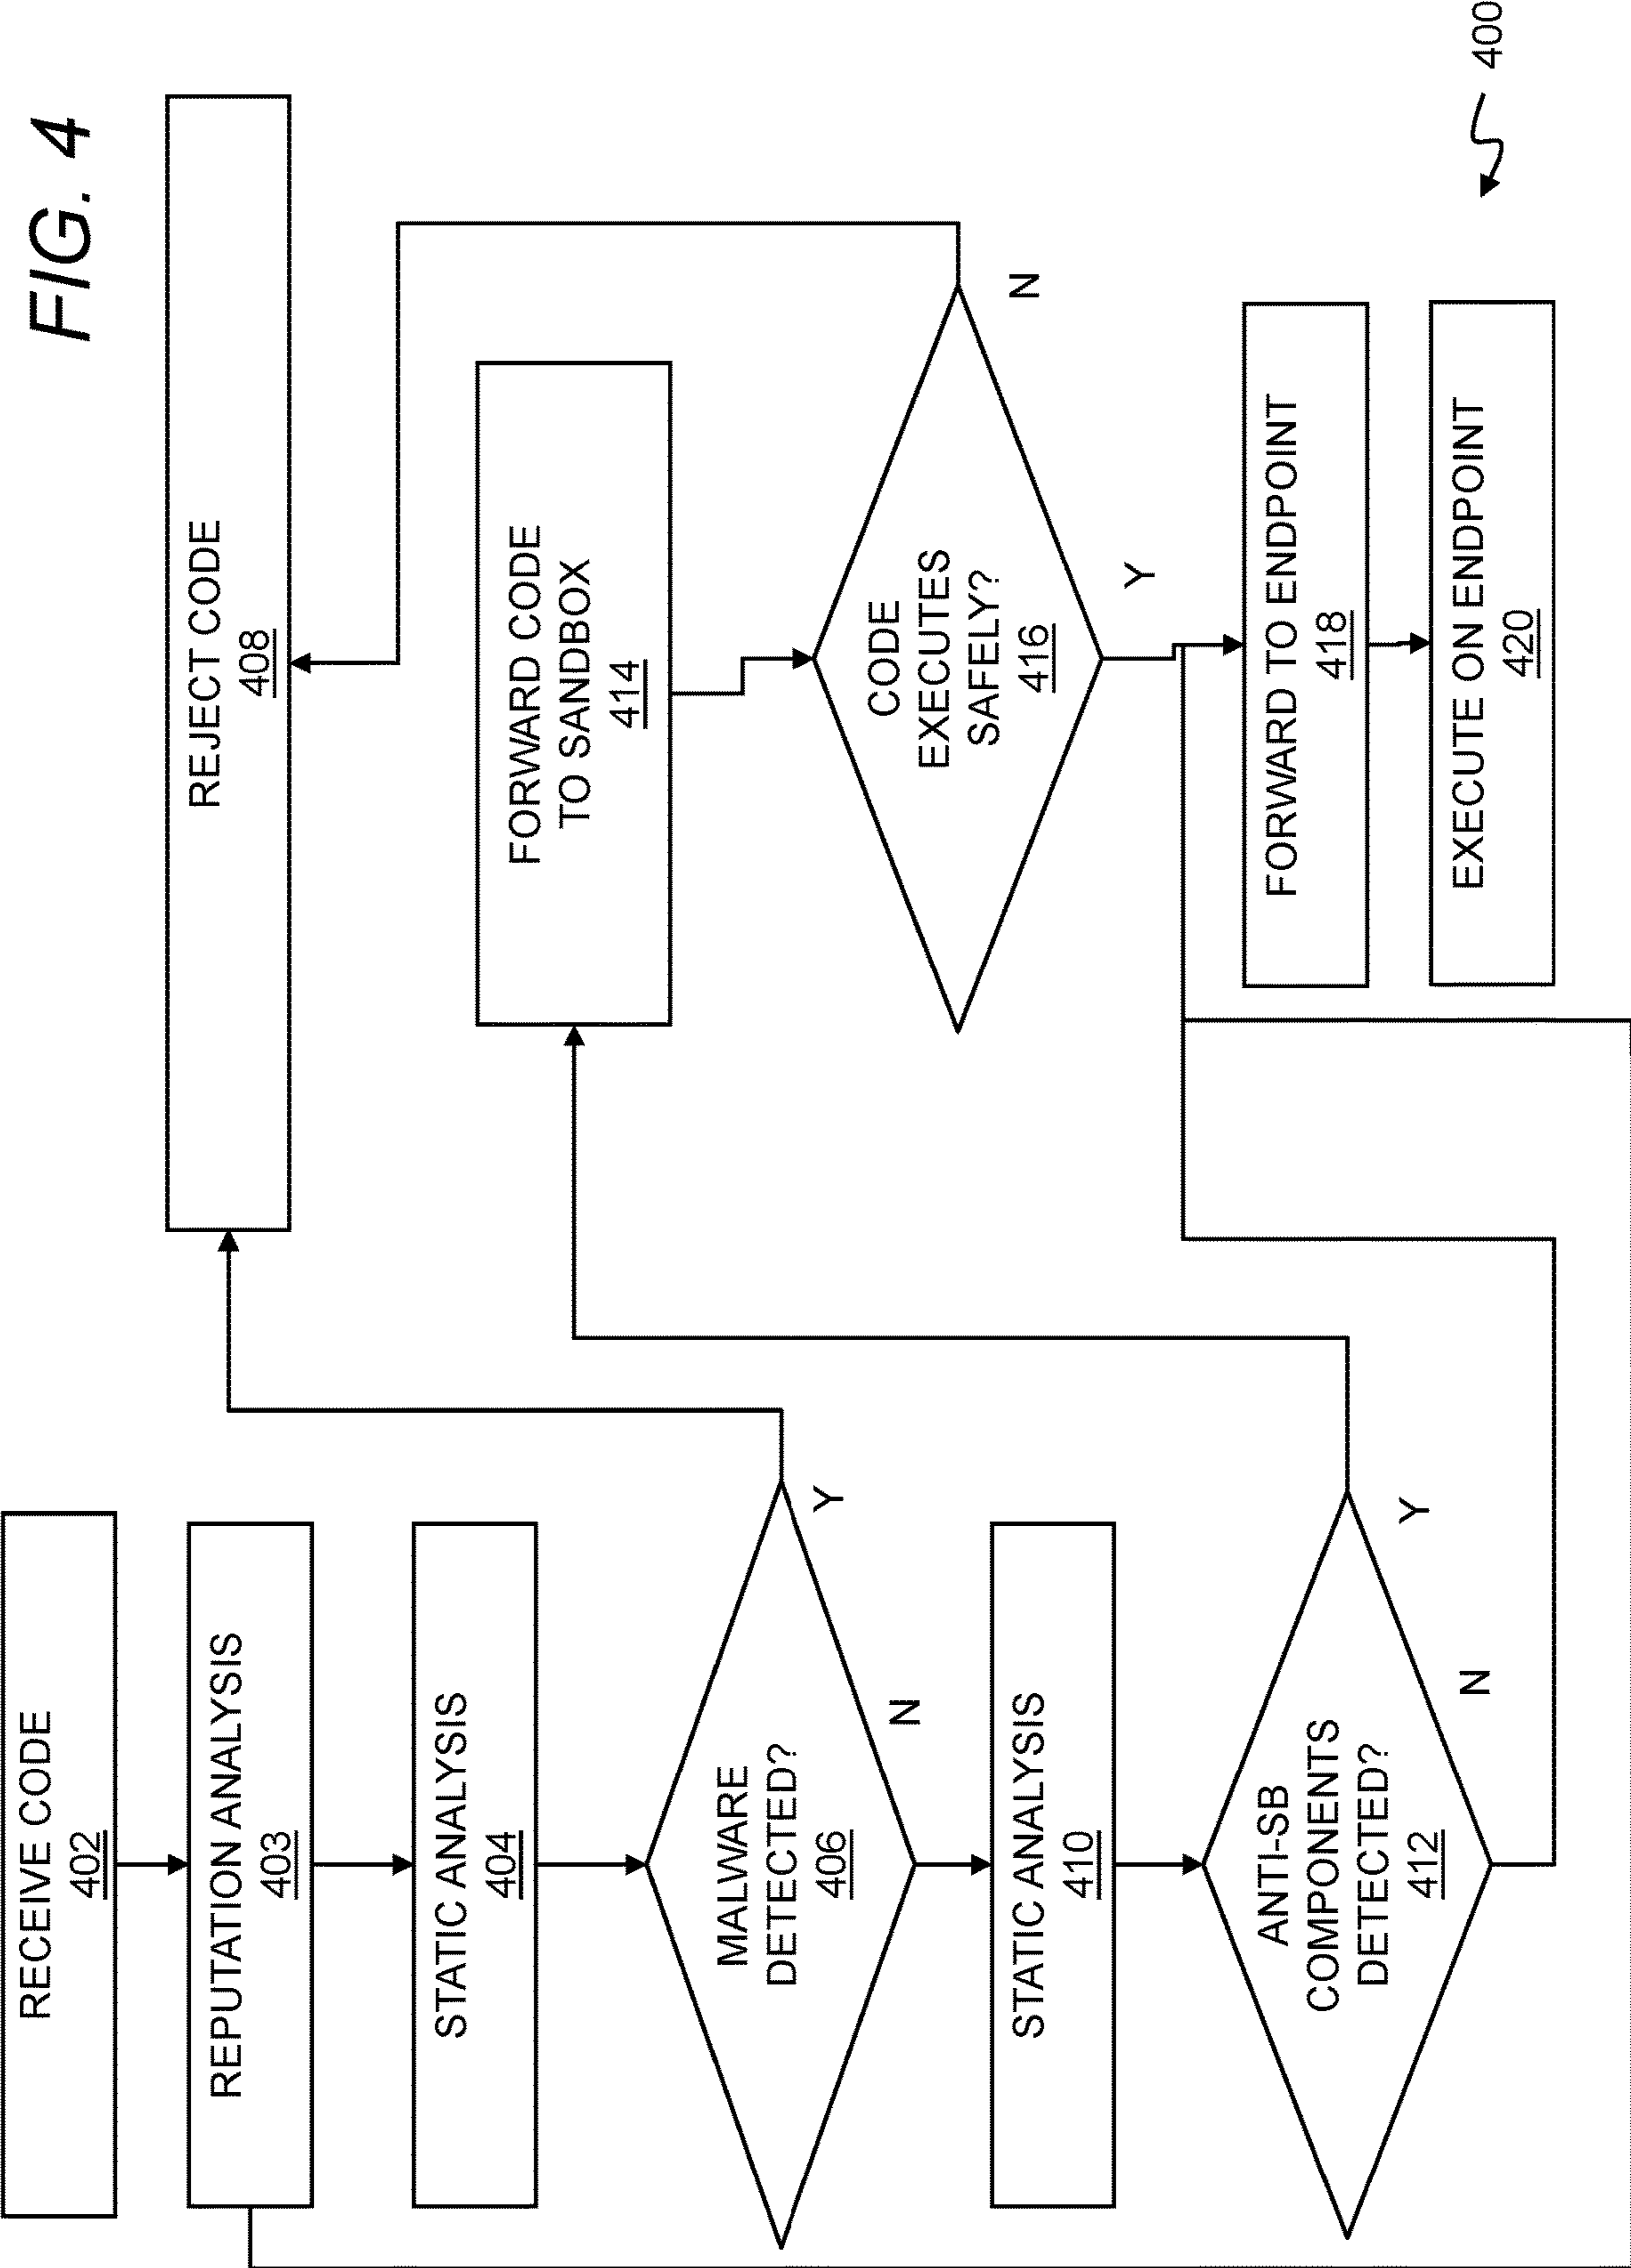 FIG. 4
RECEIVE CODE
402
REPUTATION ANALYSIS
403
STATIC ANALYSIS
404
MALWARE
DETECTED?
406
Y
N
STATIC ANALYSIS
410
ANTI-SB
COMPONENTS
DETECTED?
412
Y
N
REJECT CODE
408
FORWARD CODE
TO SANDBOX
414
CODE
EXECUTES
SAFELY?
416
N
Y
FORWARD TO ENDPOINT
418
EXECUTE ON ENDPOINT
420
400